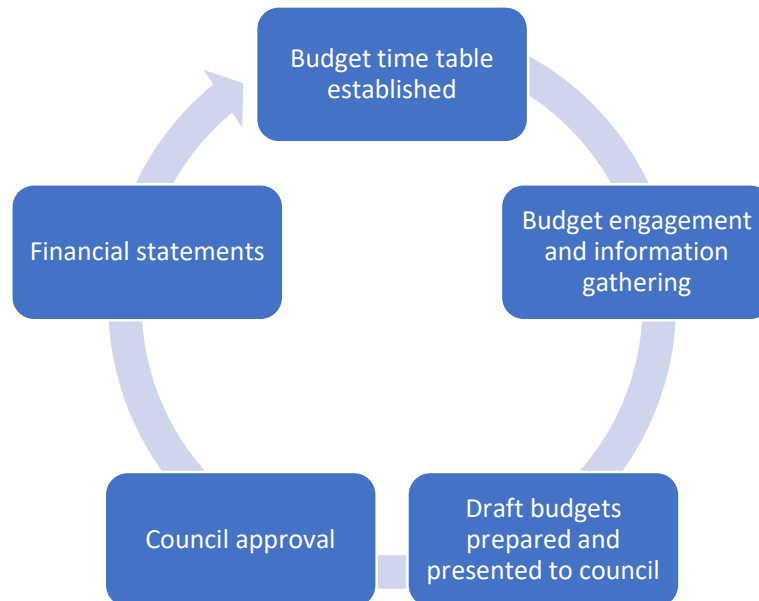 Budget time table
established
Budget engagement
and information
gathering
Draft budgets
prepared and
presented to council
Council approval
Financial statements